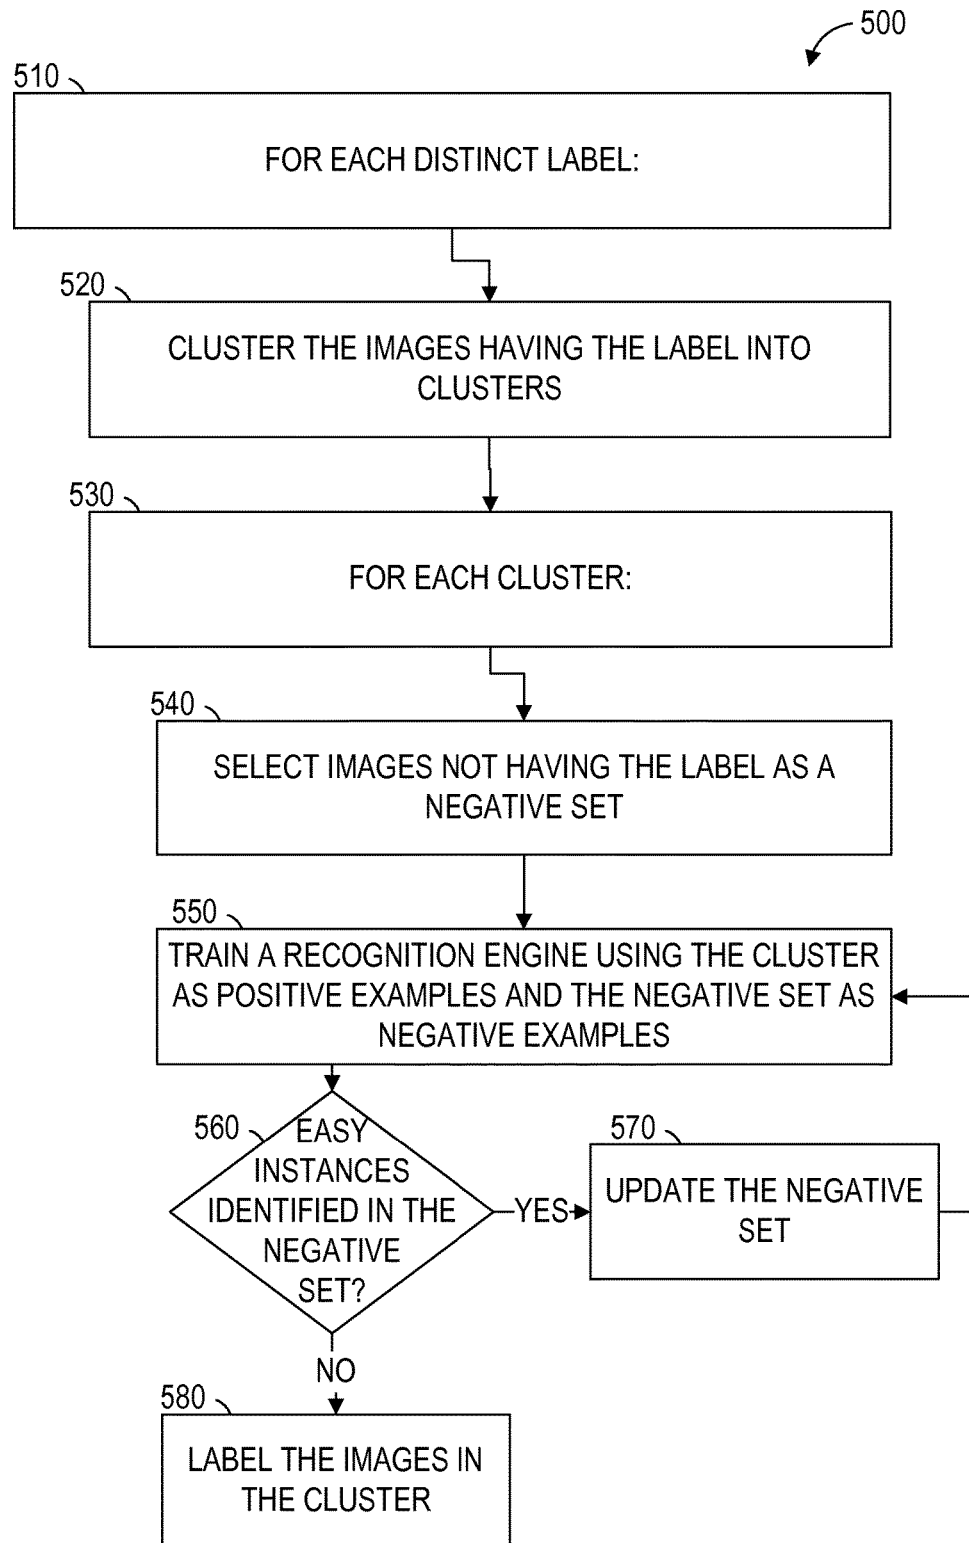 500
510
FOR EACH DISTINCT LABEL:
520
CLUSTER THE IMAGES HAVING THE LABEL INTO
CLUSTERS
530
FOR EACH CLUSTER:
540
SELECT IMAGES NOT HAVING THE LABEL AS A
NEGATIVE SET
550
TRAIN A RECOGNITION ENGINE USING THE CLUSTER
AS POSITIVE EXAMPLES AND THE NEGATIVE SET AS
NEGATIVE EXAMPLES
560
EASY
INSTANCES
IDENTIFIED IN THE
NEGATIVE
SET?
YES
570
UPDATE THE NEGATIVE
SET
NO
580
LABEL THE IMAGES IN
THE CLUSTER